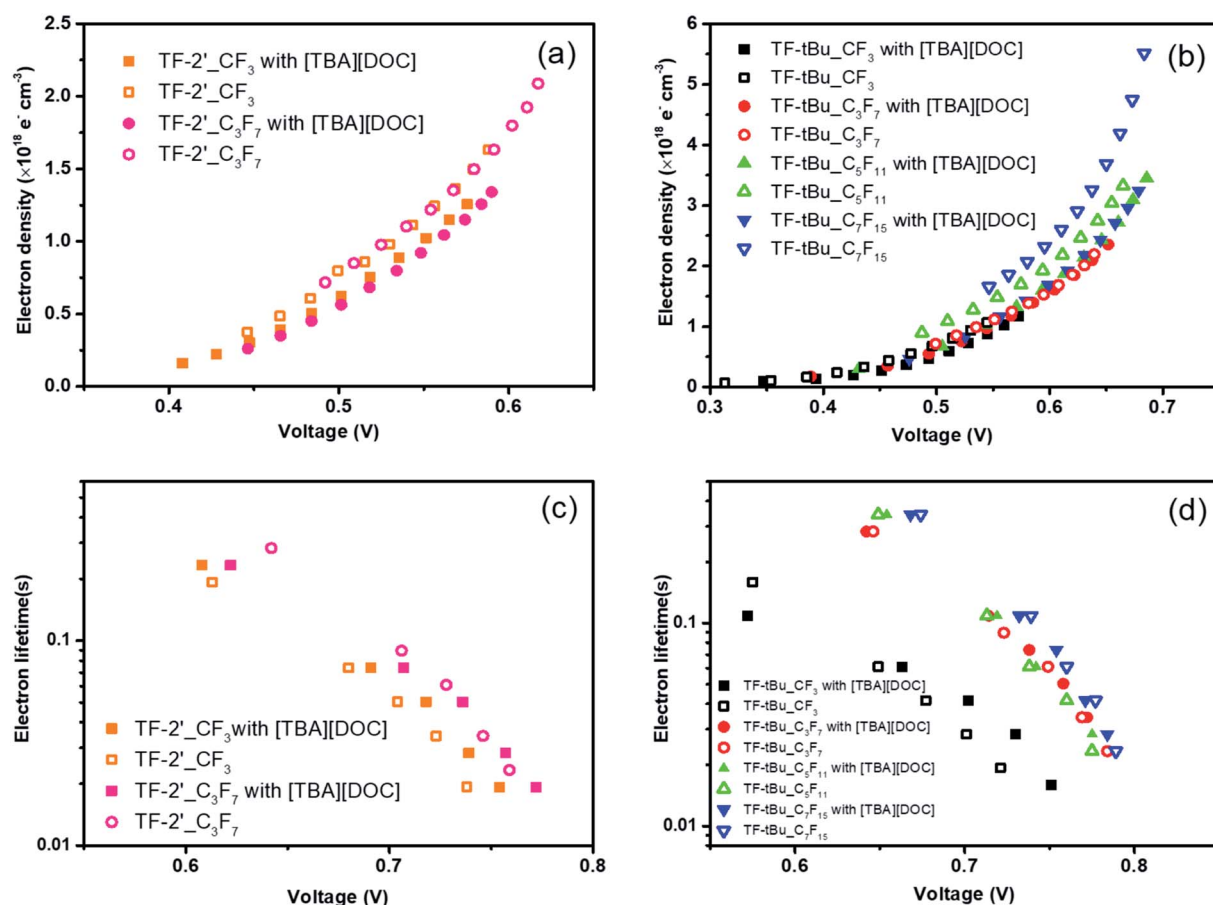 (a)
Electron density (×10¹⁸ e⁻ cm⁻³)
2.5
2.0
1.5
1.0
0.5
0.0
TF-2'_CF₃ with [TBA][DOC]
TF-2'_CF₃
TF-2'_C₃F₇ with [TBA][DOC]
TF-2'_C₃F₇
0.4 0.5 0.6
Voltage (V)
(b)
Electron density (×10¹⁸ e⁻ cm⁻³)
6
5
4
3
2
1
0
TF-tBu_CF₃ with [TBA][DOC]
TF-tBu_CF₃
TF-tBu_C₃F₇ with [TBA][DOC]
TF-tBu_C₃F₇
TF-tBu_C₅F₁₁ with [TBA][DOC]
TF-tBu_C₅F₁₁
TF-tBu_C₇F₁₅ with [TBA][DOC]
TF-tBu_C₇F₁₅
0.3 0.4 0.5 0.6 0.7
Voltage (V)
(c)
Electron lifetime(s)
0.1
0.01
TF-2'_CF₃with [TBA][DOC]
TF-2'_CF₃
TF-2'_C₃F₇ with [TBA][DOC]
TF-2'_C₃F₇
0.6 0.7 0.8
Voltage (V)
(d)
Electron lifetime(s)
0.1
0.01
TF-tBu_CF₃ with [TBA][DOC]
TF-tBu_CF₃
TF-tBu_C₃F₇ with [TBA][DOC]
TF-tBu_C₃F₇
TF-tBu_C₅F₁₁ with [TBA][DOC]
TF-tBu_C₅F₁₁
TF-tBu_C₇F₁₅ with [TBA][DOC]
TF-tBu_C₇F₁₅
0.6 0.7 0.8
Voltage (V)